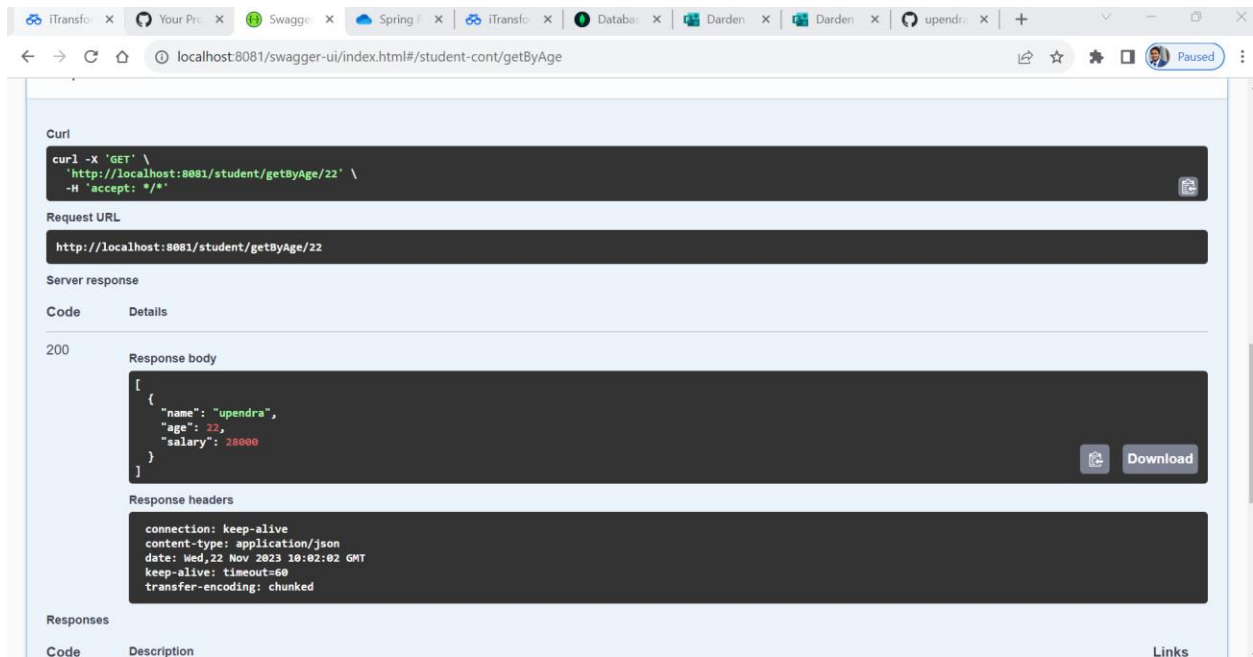 iTransfo
Your Pro
Swagge
Spring F
iTransfo
Databas
Darden
Darden
upendra
localhost:8081/swagger-ui/index.html#/student-cont/getByAge
Paused
Curl
curl -X 'GET' \
'http://localhost:8081/student/getByAge/22' \
-H 'accept: */*'
Request URL
http://localhost:8081/student/getByAge/22
Server response
Code Details
200
Response body
[
{
"name": "upendra",
"age": 22,
"salary": 28000
}
]
Download
Response headers
connection: keep-alive
content-type: application/json
date: Wed,22 Nov 2023 10:02:02 GMT
keep-alive: timeout=60
transfer-encoding: chunked
Responses
Code Description Links